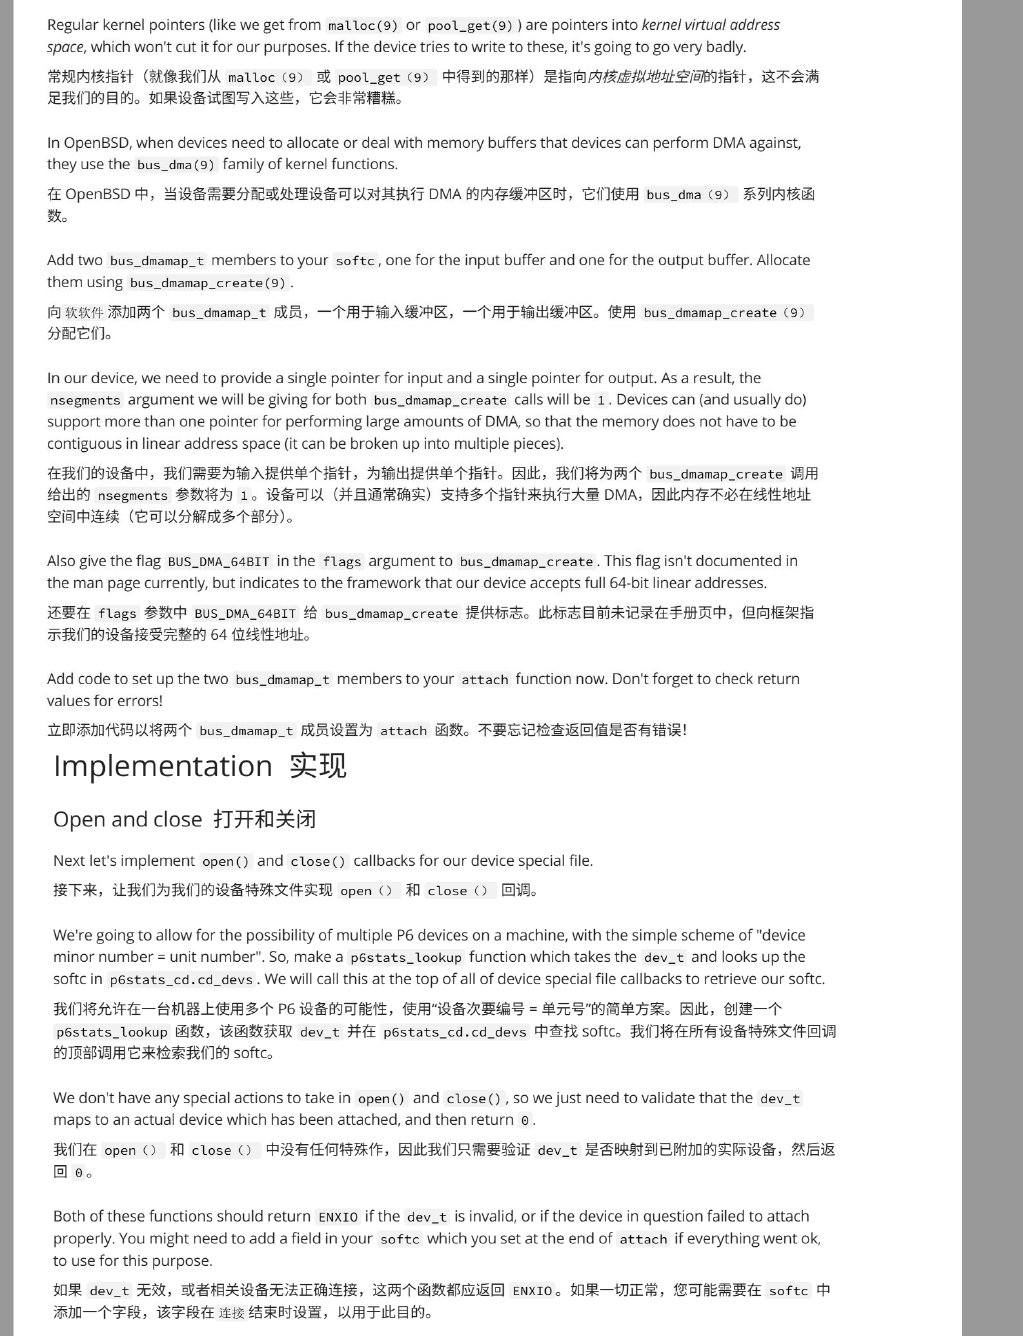 Regular kernel pointers (like we get from malloc(9) or pool_get(9)) are pointers into kernel virtual address
space, which won't cut it for our purposes. If the device tries to write to these, it's going to go very badly.
常规内核指针（就像我们从 malloc（9） 或 pool_get（9） 中得到的那样）是指向内核虚拟地址空间的指针，这不会满
足我们的目的。如果设备试图写入这些，它会非常糟糕。
In OpenBSD, when devices need to allocate or deal with memory buffers that devices can perform DMA against,
they use the bus_dma(9) family of kernel functions.
在 OpenBSD 中，当设备需要分配或处理设备可以对其执行 DMA 的内存缓冲区时，它们使用 bus_dma（9） 系列内核函
数。
Add two bus_dmamap_t members to your softc, one for the input buffer and one for the output buffer. Allocate
them using bus_dmamap_create(9).
向 软软件 添加两个 bus_dmamap_t 成员，一个用于输入缓冲区，一个用于输出缓冲区。使用 bus_dmamap_create（9）
分配它们。
In our device, we need to provide a single pointer for input and a single pointer for output. As a result, the
nsegments argument we will be giving for both bus_dmamap_create calls will be 1. Devices can (and usually do)
support more than one pointer for performing large amounts of DMA, so that the memory does not have to be
contiguous in linear address space (it can be broken up into multiple pieces).
在我们的设备中，我们需要为输入提供单个指针，为输出提供单个指针。因此，我们将为两个 bus_dmamap_create 调用
给出的 nsegments 参数将为 1。设备可以（并且通常确实）支持多个指针来执行大量 DMA，因此内存不必在线性地址
空间中连续（它可以分解成多个部分）。
Also give the flag BUS_DMA_64BIT in the flags argument to bus_dmamap_create. This flag isn't documented in
the man page currently, but indicates to the framework that our device accepts full 64-bit linear addresses.
还要在 flags 参数中 BUS_DMA_64BIT 给 bus_dmamap_create 提供标志。此标志目前未记录在手册页中，但向框架指
示我们的设备接受完整的 64 位线性地址。
Add code to set up the two bus_dmamap_t members to your attach function now. Don't forget to check return
values for errors!
立即添加代码以将两个 bus_dmamap_t 成员设置为 attach 函数。不要忘记检查返回值是否有错误！
Implementation 实现
Open and close 打开和关闭
Next let's implement open() and close() callbacks for our device special file.
接下来，让我们为我们的设备特殊文件实现 open（） 和 close（） 回调。
We're going to allow for the possibility of multiple P6 devices on a machine, with the simple scheme of "device
minor number = unit number". So, make a p6stats_lookup function which takes the dev_t and looks up the
softc in p6stats_cd.cd_devs. We will call this at the top of all of device special file callbacks to retrieve our softc.
我们将允许在一台机器上使用多个 P6 设备的可能性，使用“设备次要编号 = 单元号”的简单方案。因此，创建一个
p6stats_lookup 函数，该函数获取 dev_t 并在 p6stats_cd.cd_devs 中查找 softc。我们将在所有设备特殊文件回调
的顶部调用它来检索我们的 softc。
We don't have any special actions to take in open() and close(), so we just need to validate that the dev_t
maps to an actual device which has been attached, and then return 0.
我们在 open（） 和 close（） 中没有任何特殊作，因此我们只需要验证 dev_t 是否映射到已附加的实际设备，然后返
回 0。
Both of these functions should return ENXIO if the dev_t is invalid, or if the device in question failed to attach
properly. You might need to add a field in your softc which you set at the end of attach if everything went ok,
to use for this purpose.
如果 dev_t 无效，或者相关设备无法正确连接，这两个函数都应返回 ENXIO。如果一切正常，您可能需要在 softc 中
添加一个字段，该字段在 连接 结束时设置，以用于此目的。